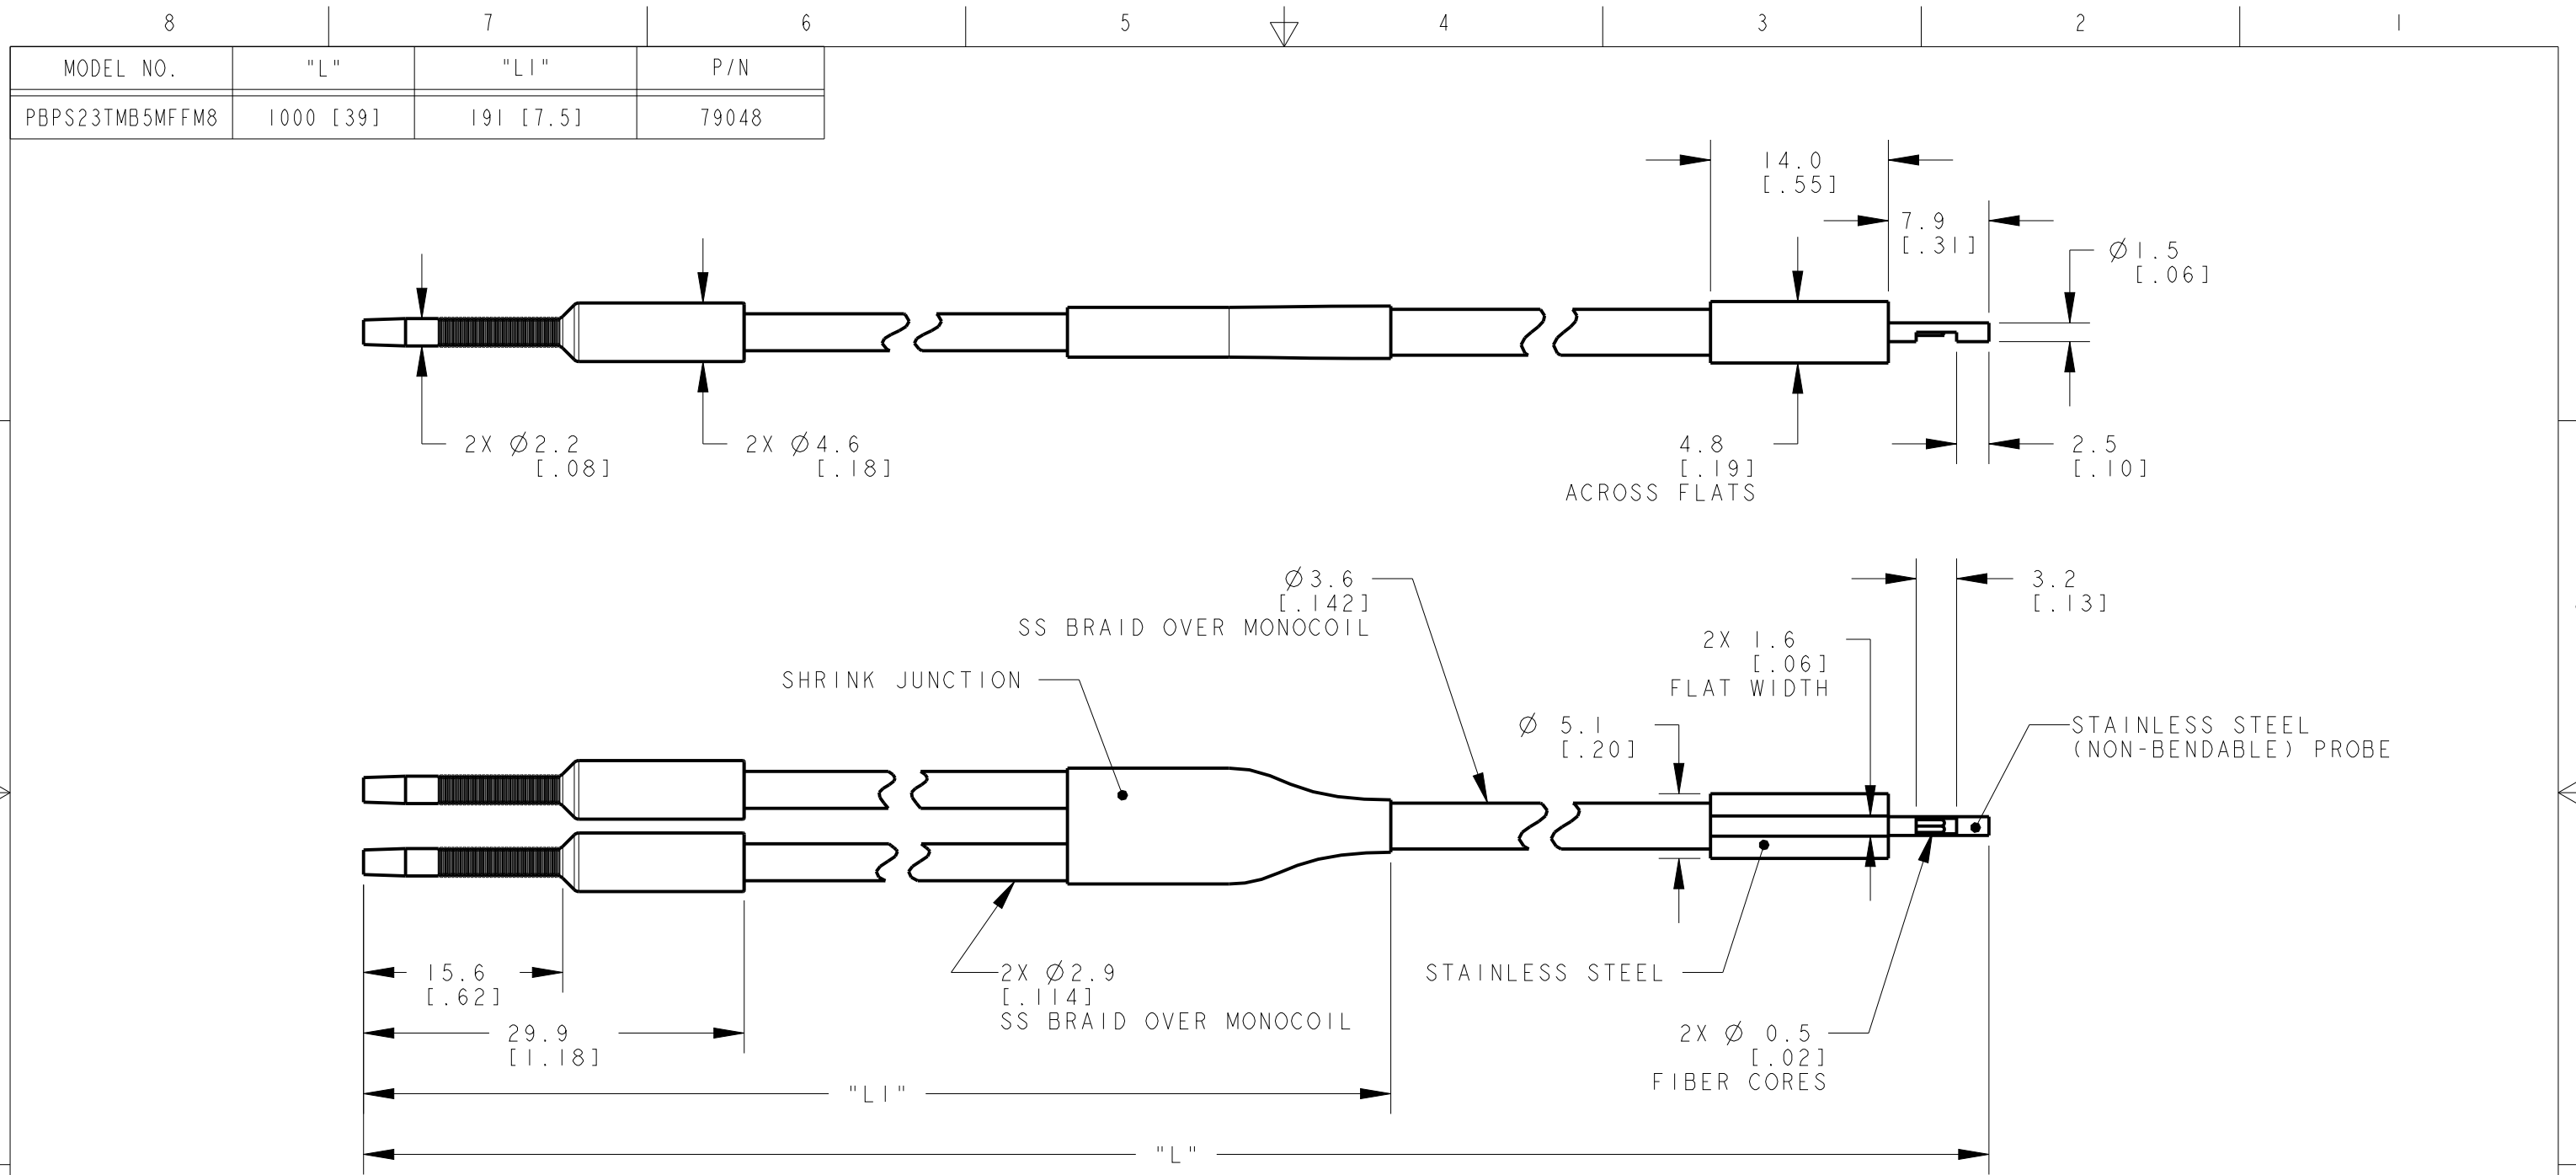 8 7 6 5 4 3 2 1
MODEL NO. "L" "L1" P/N
PBPS23TMB5MFFM8 1000 [39] 191 [7.5] 79048
14.0
[.55]
7.9
[.31]
Ø1.5
[.06]
2X Ø2.2
[.08]
2X Ø4.6
[.18]
4.8
[.19]
ACROSS FLATS
2.5
[.10]
Ø3.6
[.142]
SS BRAID OVER MONOCOIL
3.2
[.13]
SHRINK JUNCTION
2X 1.6
[.06]
FLAT WIDTH
Ø 5.1
[.20]
STAINLESS STEEL
(NON-BENDABLE) PROBE
15.6
[.62]
2X Ø2.9
[.114]
SS BRAID OVER MONOCOIL
STAINLESS STEEL
29.9
[1.18]
2X Ø 0.5
[.02]
FIBER CORES
"L1"
"L"